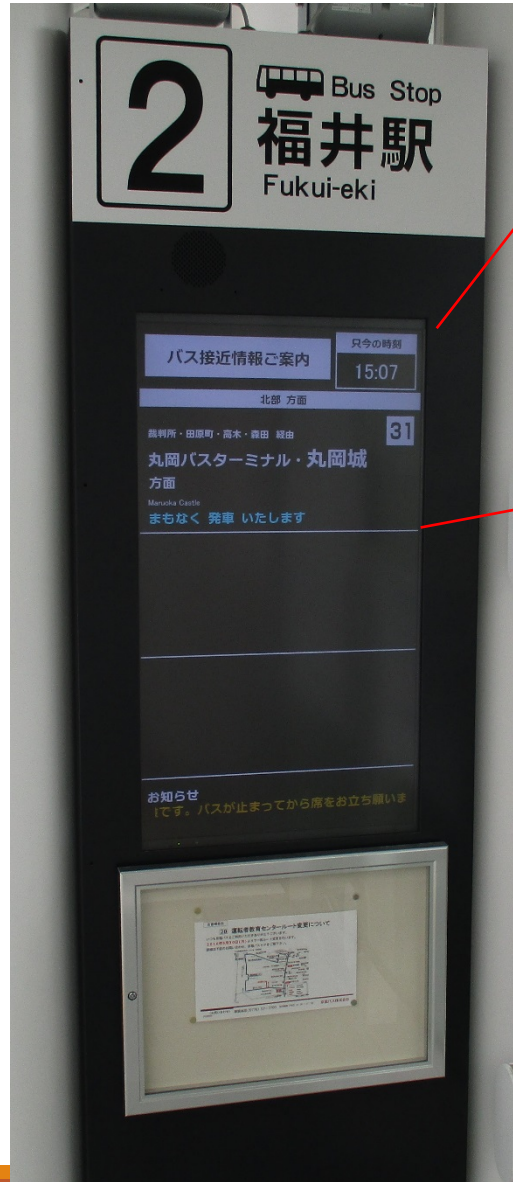 2
Bus Stop
福井駅
Fukui-eki
バス接近情報ご案内
只今の時刻
15:07
北部 方面
裁判所・田原町・高木・森田 経由
31
丸岡バスターミナル・丸岡城
方面
Maruoka Castle
まもなく 発車 いたします
お知らせ
です。バスが止まってから席をお立ち願いま
運転者教育センタールート変更について